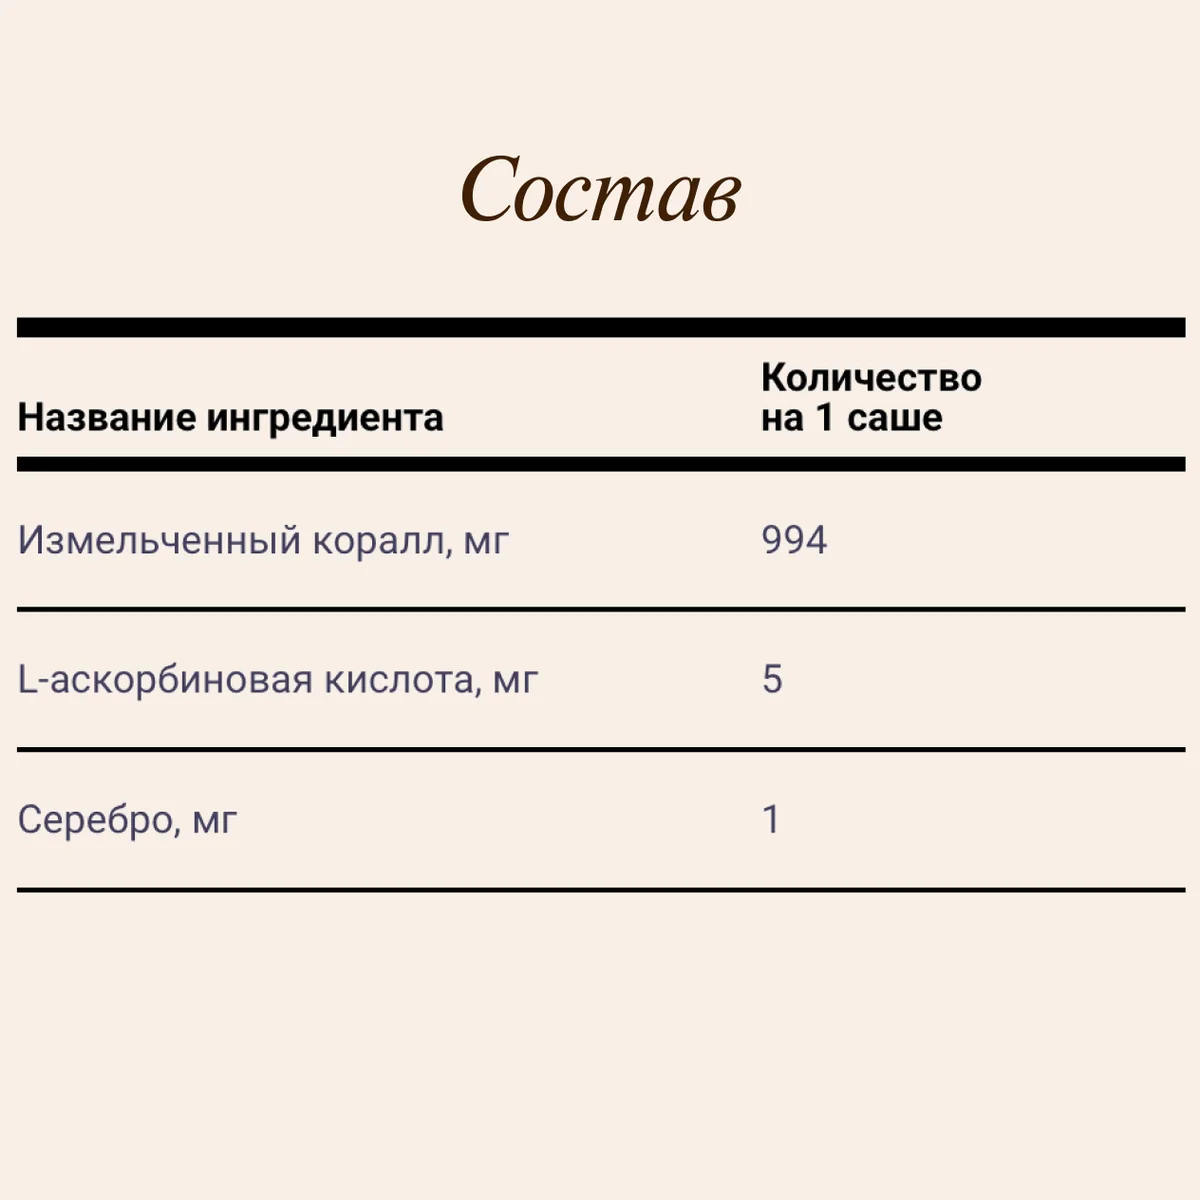 Состав
Название ингредиента
Количество
на 1 саше
Измельченный коралл, мг
994
L-аскорбиновая кислота, мг
5
Серебро, мг
1